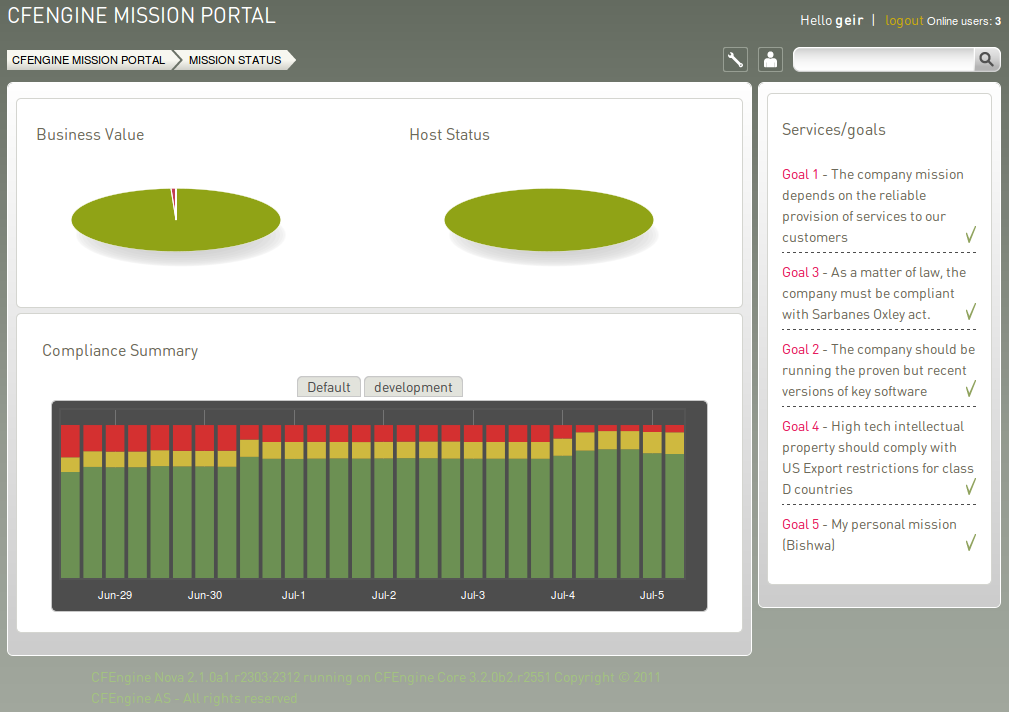 CFENGINE MISSION PORTAL
Hello geir | logout Online users: 3
CFENGINE MISSION PORTAL MISSION STATUS
Business Value
Host Status
Compliance Summary
Default development
Jun-29 Jun-30 Jul-1 Jul-2 Jul-3 Jul-4 Jul-5
Services/goals
Goal 1 - The company mission
depends on the reliable
provision of services to our
customers
Goal 3 - As a matter of law, the
company must be compliant
with Sarbanes Oxley act.
Goal 2 - The company should be
running the proven but recent
versions of key software
Goal 4 - High tech intellectual
property should comply with
US Export restrictions for class
D countries
Goal 5 - My personal mission
(Bishwa)
CFEngine Nova 2.1.0a1.r2303:2312 running on CFEngine Core 3.2.0b2.r2551 Copyright © 2011
CFEngine AS - All rights reserved